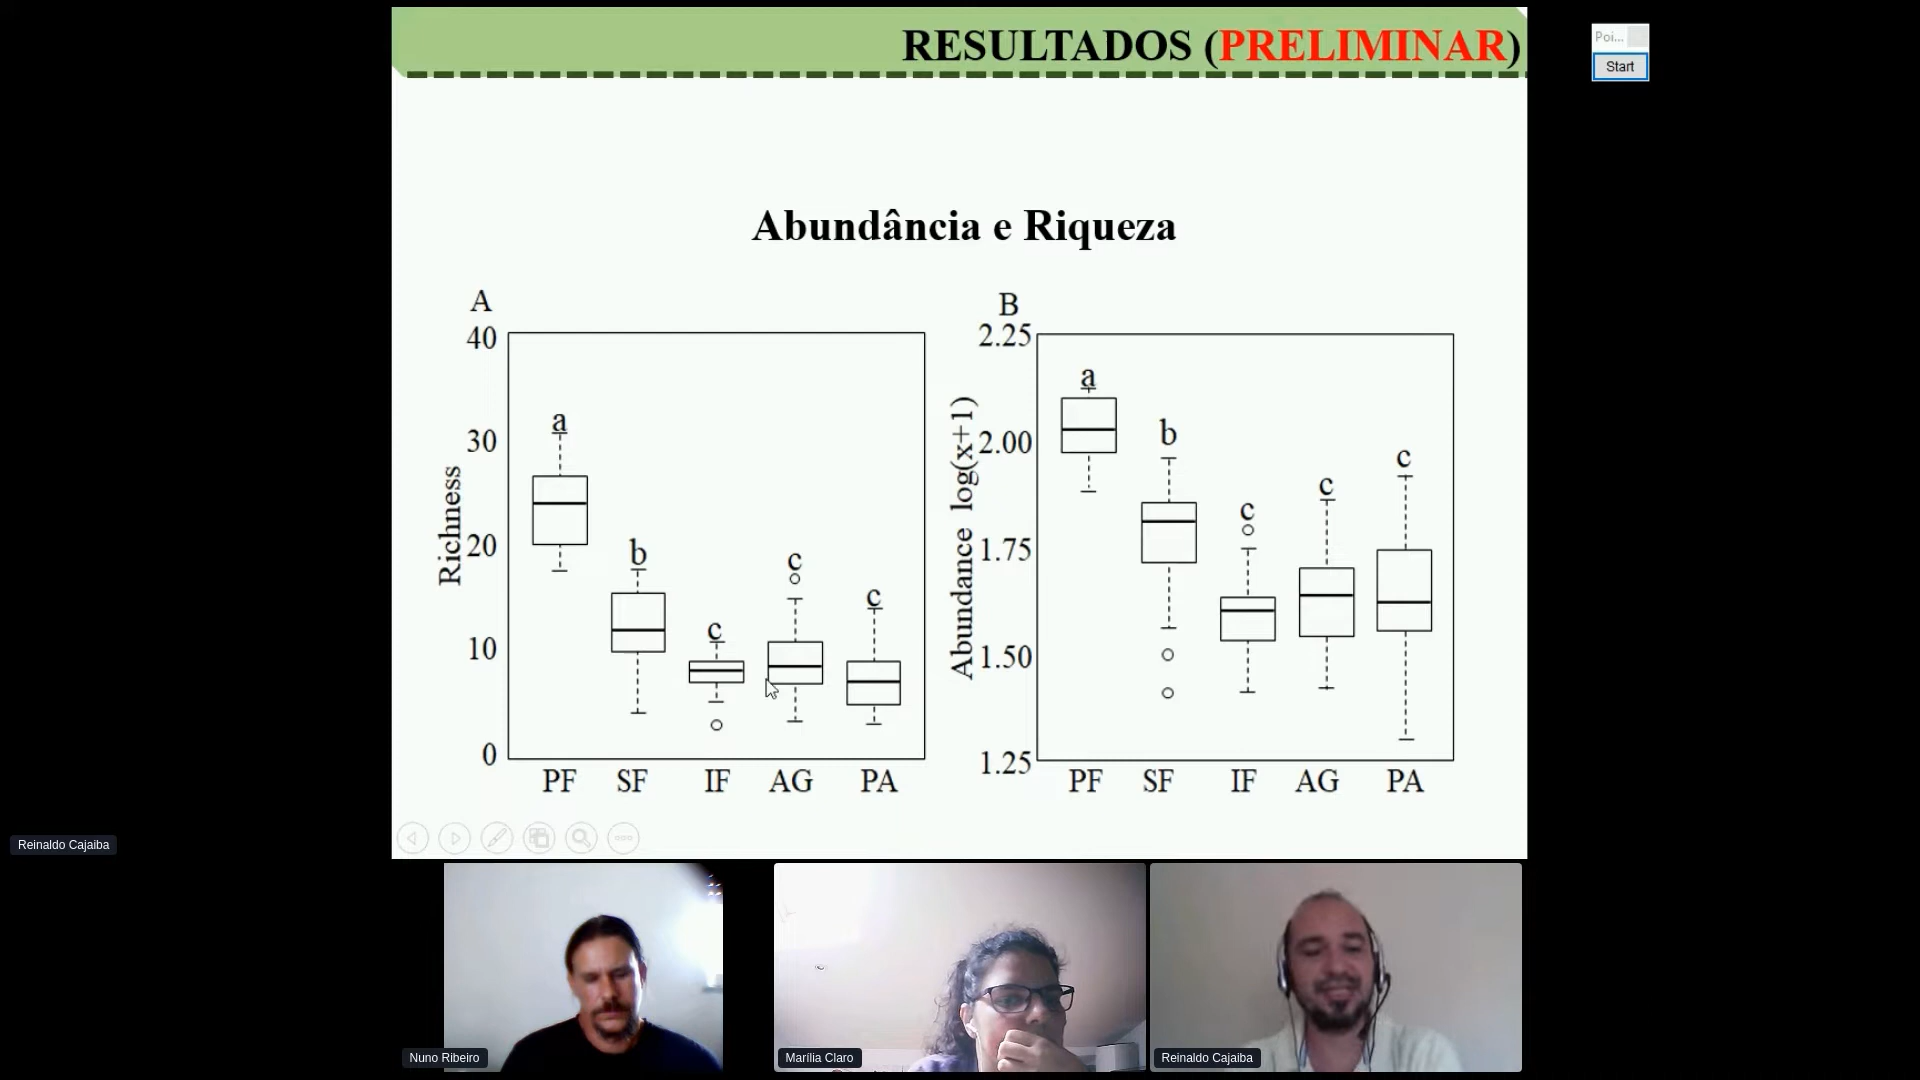 RESULTADOS (PRELIMINAR)
Poi...
Start
Abundância e Riqueza
A
40
30
20
10
0
Richness
a
b
c
c
c
PF SF IF AG PA
B
2.25
2.00
1.75
1.50
1.25
Abundance log(x+1)
a
b
c
c
c
PF SF IF AG PA
Reinaldo Cajaiba
Nuno Ribeiro
Marília Claro
Reinaldo Cajaiba